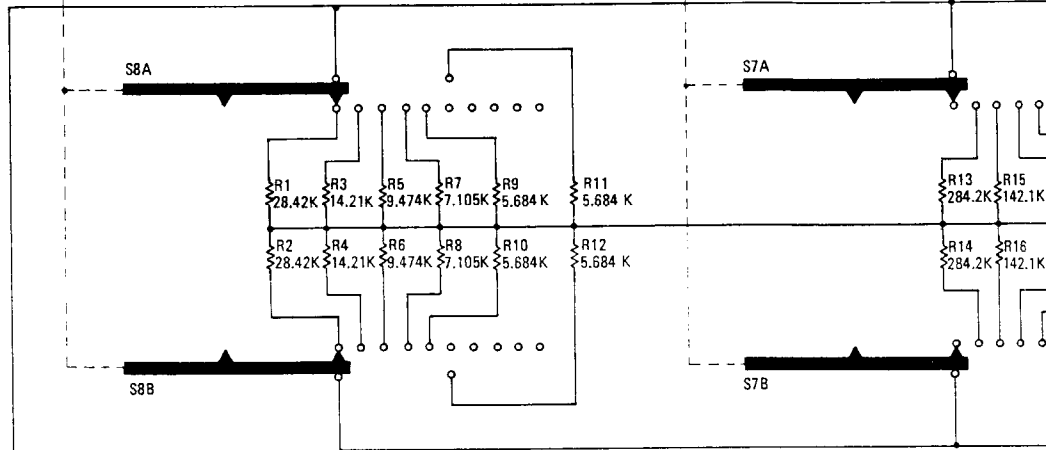 S8A
S7A
R1
28.42K
R3
14.21K
R5
9.474K
R7
7.105K
R9
5.684 K
R11
5.684 K
R13
284.2K
R15
142.1K
R2
28.42K
R4
14.21K
R6
9.474K
R8
7.105K
R10
5.684K
R12
5.684 K
R14
284.2K
R16
142.1K
S8B
S7B